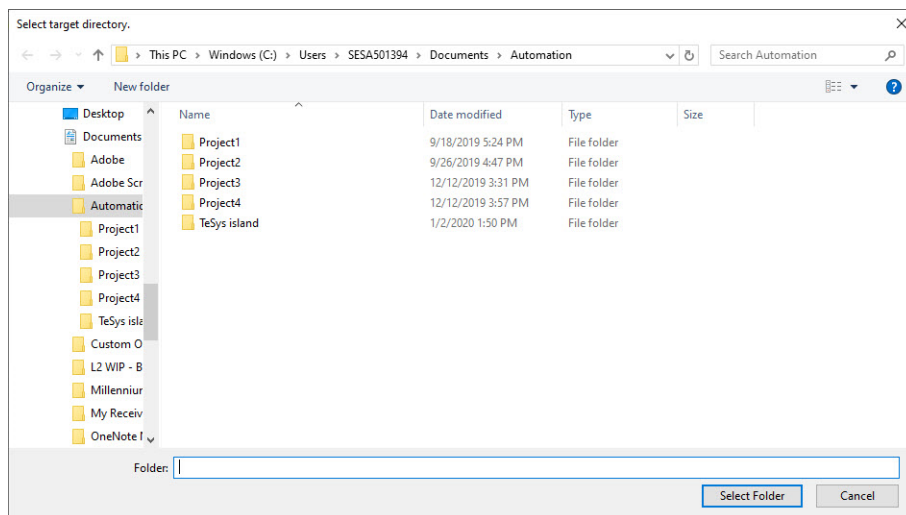 Select target directory.
This PC > Windows (C:) > Users > SESA501394 > Documents > Automation
Search Automation
Organize
New folder
Desktop
Documents
Adobe
Adobe Scr
Automatic
Project1
Project2
Project3
Project4
TeSys isla
Custom O
L2 WIP - B
Millenniur
My Receiv
OneNote
Name Date modified Type Size
Project1 9/18/2019 5:24 PM File folder
Project2 9/26/2019 4:47 PM File folder
Project3 12/12/2019 3:31 PM File folder
Project4 12/12/2019 3:57 PM File folder
TeSys island 1/2/2020 1:50 PM File folder
Folder:
Select Folder
Cancel